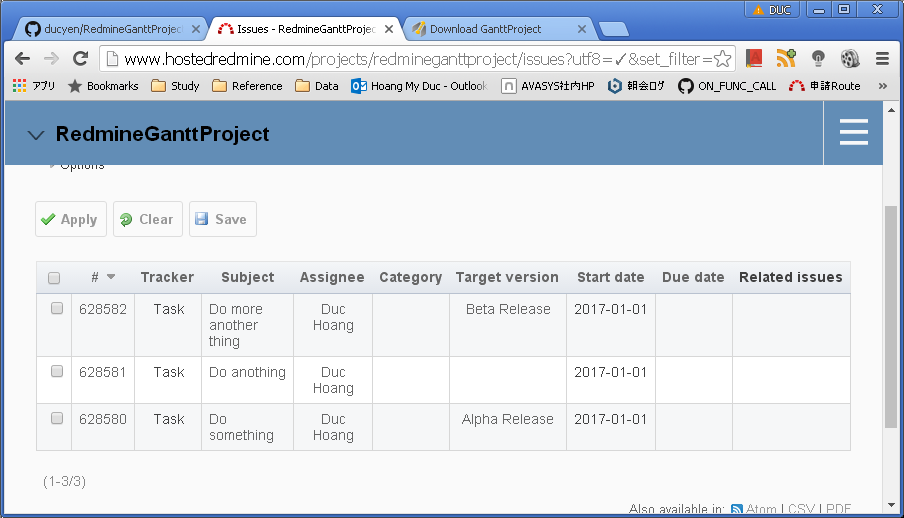 DUC
ducyen/RedmineGanttProjec
Issues - RedmineGanttProjec
Download GanttProject
www.hostedredmine.com/projects/redmineganttproject/issues?utf8=✓&set_filter=
アプリ Bookmarks Study Reference Data Hoang My Duc - Outlook AVASYS社内HP 朝会ログ ON_FUNC_CALL 申請Route »
RedmineGanttProject
Options
Apply Clear Save
# Tracker Subject Assignee Category Target version Start date Due date Related issues
628582 Task Do more another thing Duc Hoang Beta Release 2017-01-01
628581 Task Do anothing Duc Hoang 2017-01-01
628580 Task Do something Duc Hoang Alpha Release 2017-01-01
(1-3/3)
Also available in: Atom | CSV | PDF